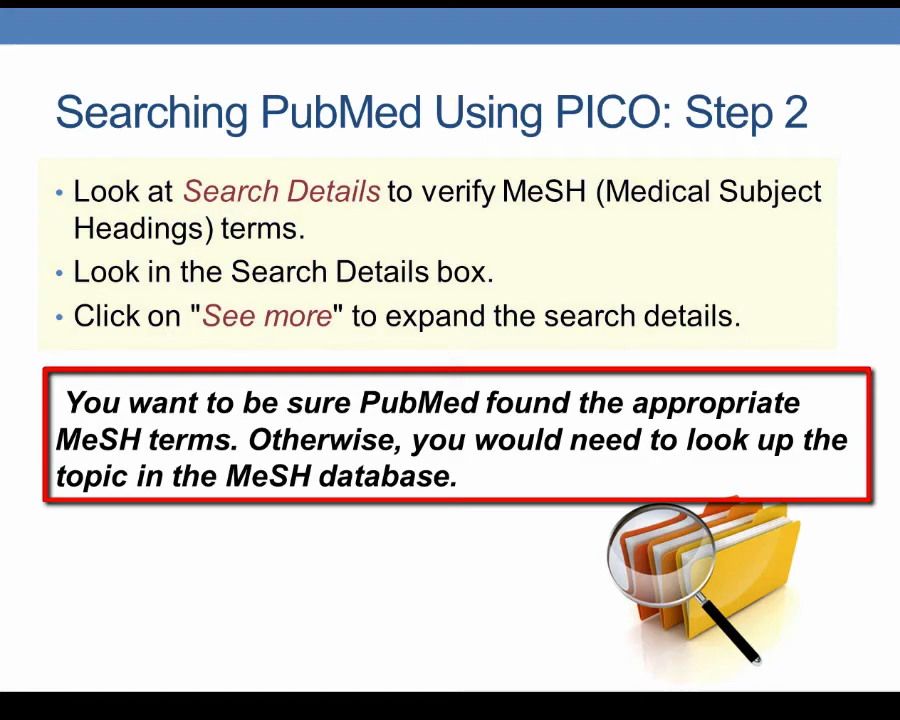 Searching PubMed Using PICO: Step 2
• Look at Search Details to verify MeSH (Medical Subject
Headings) terms.
• Look in the Search Details box.
• Click on "See more" to expand the search details.
You want to be sure PubMed found the appropriate
MeSH terms. Otherwise, you would need to look up the
topic in the MeSH database.